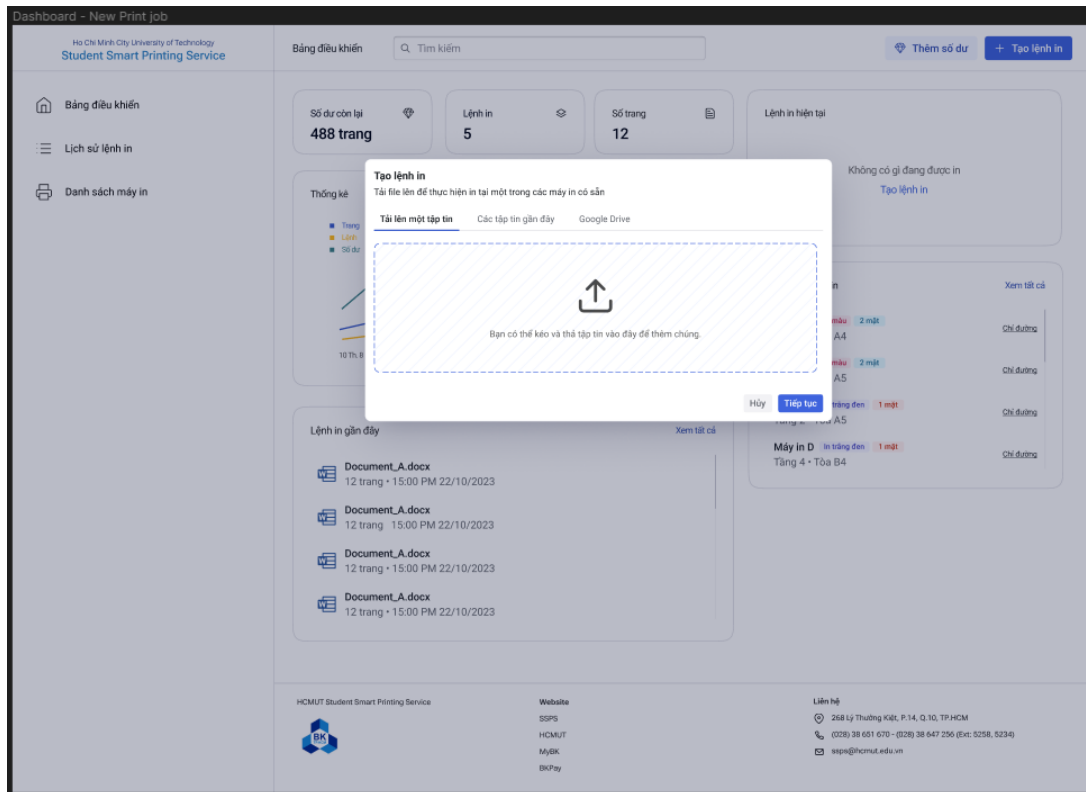 Dashboard - New Print job
Ho Chi Minh City University of Technology
Student Smart Printing Service
Bảng điều khiển
Tìm kiếm
Thêm số dư
+ Tạo lệnh in
Bảng điều khiển
Lịch sử lệnh in
Danh sách máy in
Số dư còn lại
488 trang
Lệnh in
5
Số trang
12
Lệnh in hiện tại
Không có gì đang được in
Tạo lệnh in
Thống kê
Trang
Lệnh
Số dư
10 Th. 8
Tạo lệnh in
Tải file lên để thực hiện in tại một trong các máy in có sẵn
Tải lên một tập tin
Các tập tin gần đây
Google Drive
Bạn có thể kéo và thả tập tin vào đây để thêm chúng.
Hủy
Tiếp tục
n
Xem tất cả
màu 2 mặt
A4
Chỉ đường
màu 2 mặt
A5
Chỉ đường
trắng đen 1 mặt
A5
Chỉ đường
Máy in D In trắng đen 1 mặt
Tầng 4 • Tòa B4
Chỉ đường
Lệnh in gần đây
Xem tất cả
Document_A.docx
12 trang • 15:00 PM 22/10/2023
Document_A.docx
12 trang 15:00 PM 22/10/2023
Document_A.docx
12 trang • 15:00 PM 22/10/2023
Document_A.docx
12 trang • 15:00 PM 22/10/2023
HCMUT Student Smart Printing Service
BK
Website
SSPS
HCMUT
MyBK
BKPay
Liên hệ
268 Lý Thường Kiệt, P.14, Q.10, TP.HCM
(028) 38 651 670 - (028) 38 647 256 (Ext: 5258, 5234)
ssps@hcmut.edu.vn